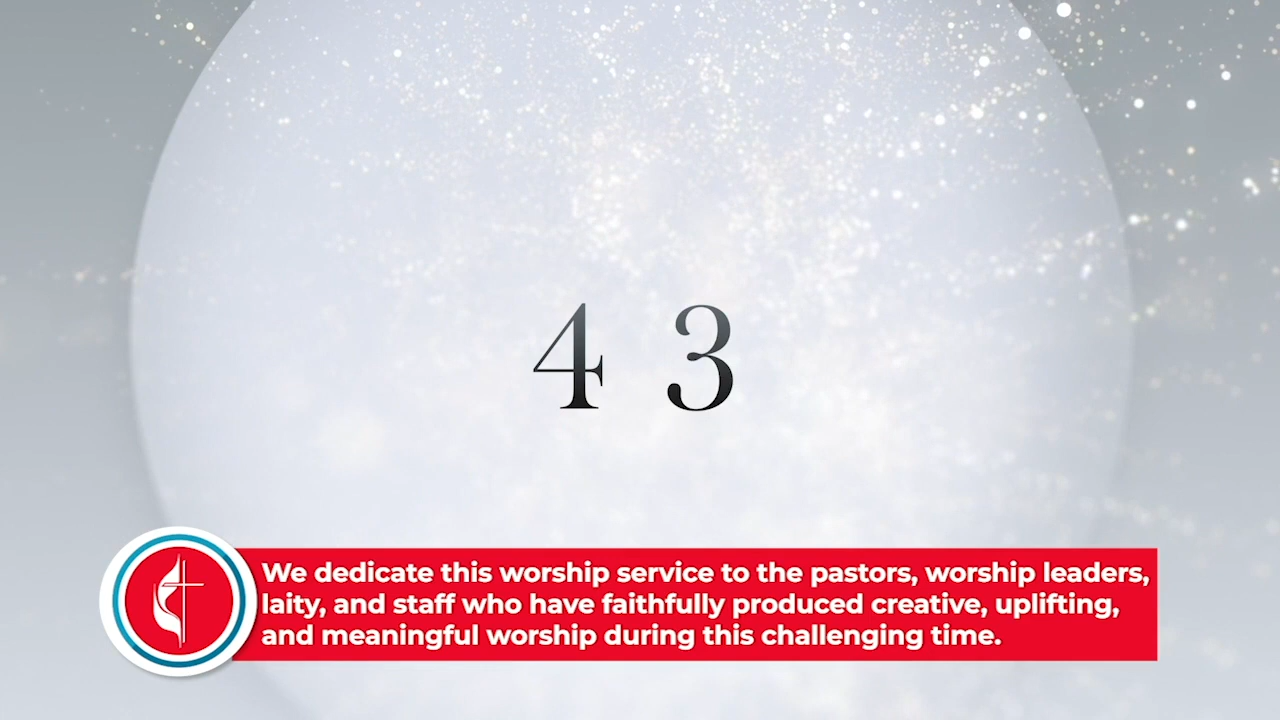 4 3
We dedicate this worship service to the pastors, worship leaders,
laity, and staff who have faithfully produced creative, uplifting,
and meaningful worship during this challenging time.